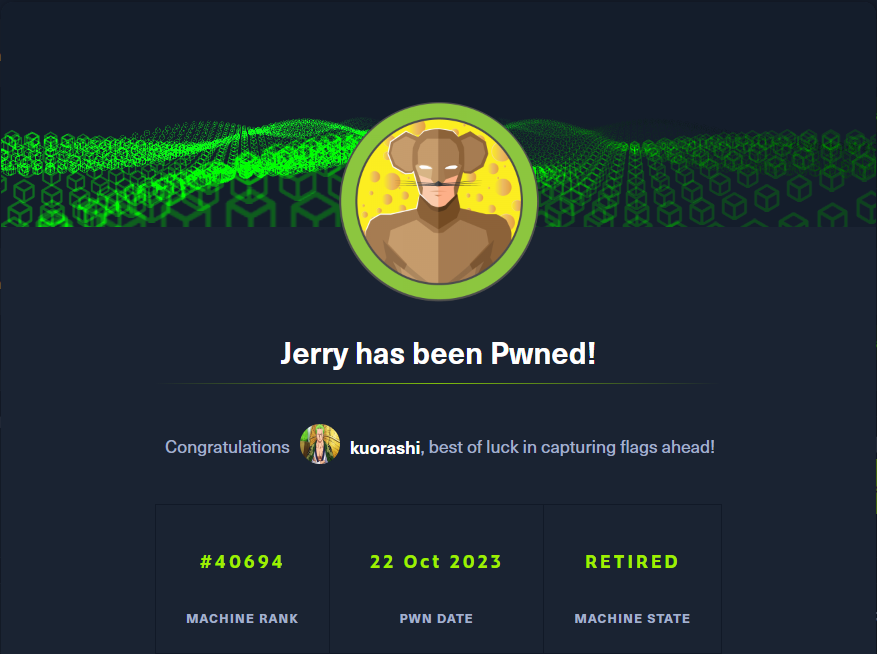 Jerry has been Pwned!
Congratulations kuorashi, best of luck in capturing flags ahead!
#40694 22 Oct 2023 RETIRED
MACHINE RANK PWN DATE MACHINE STATE